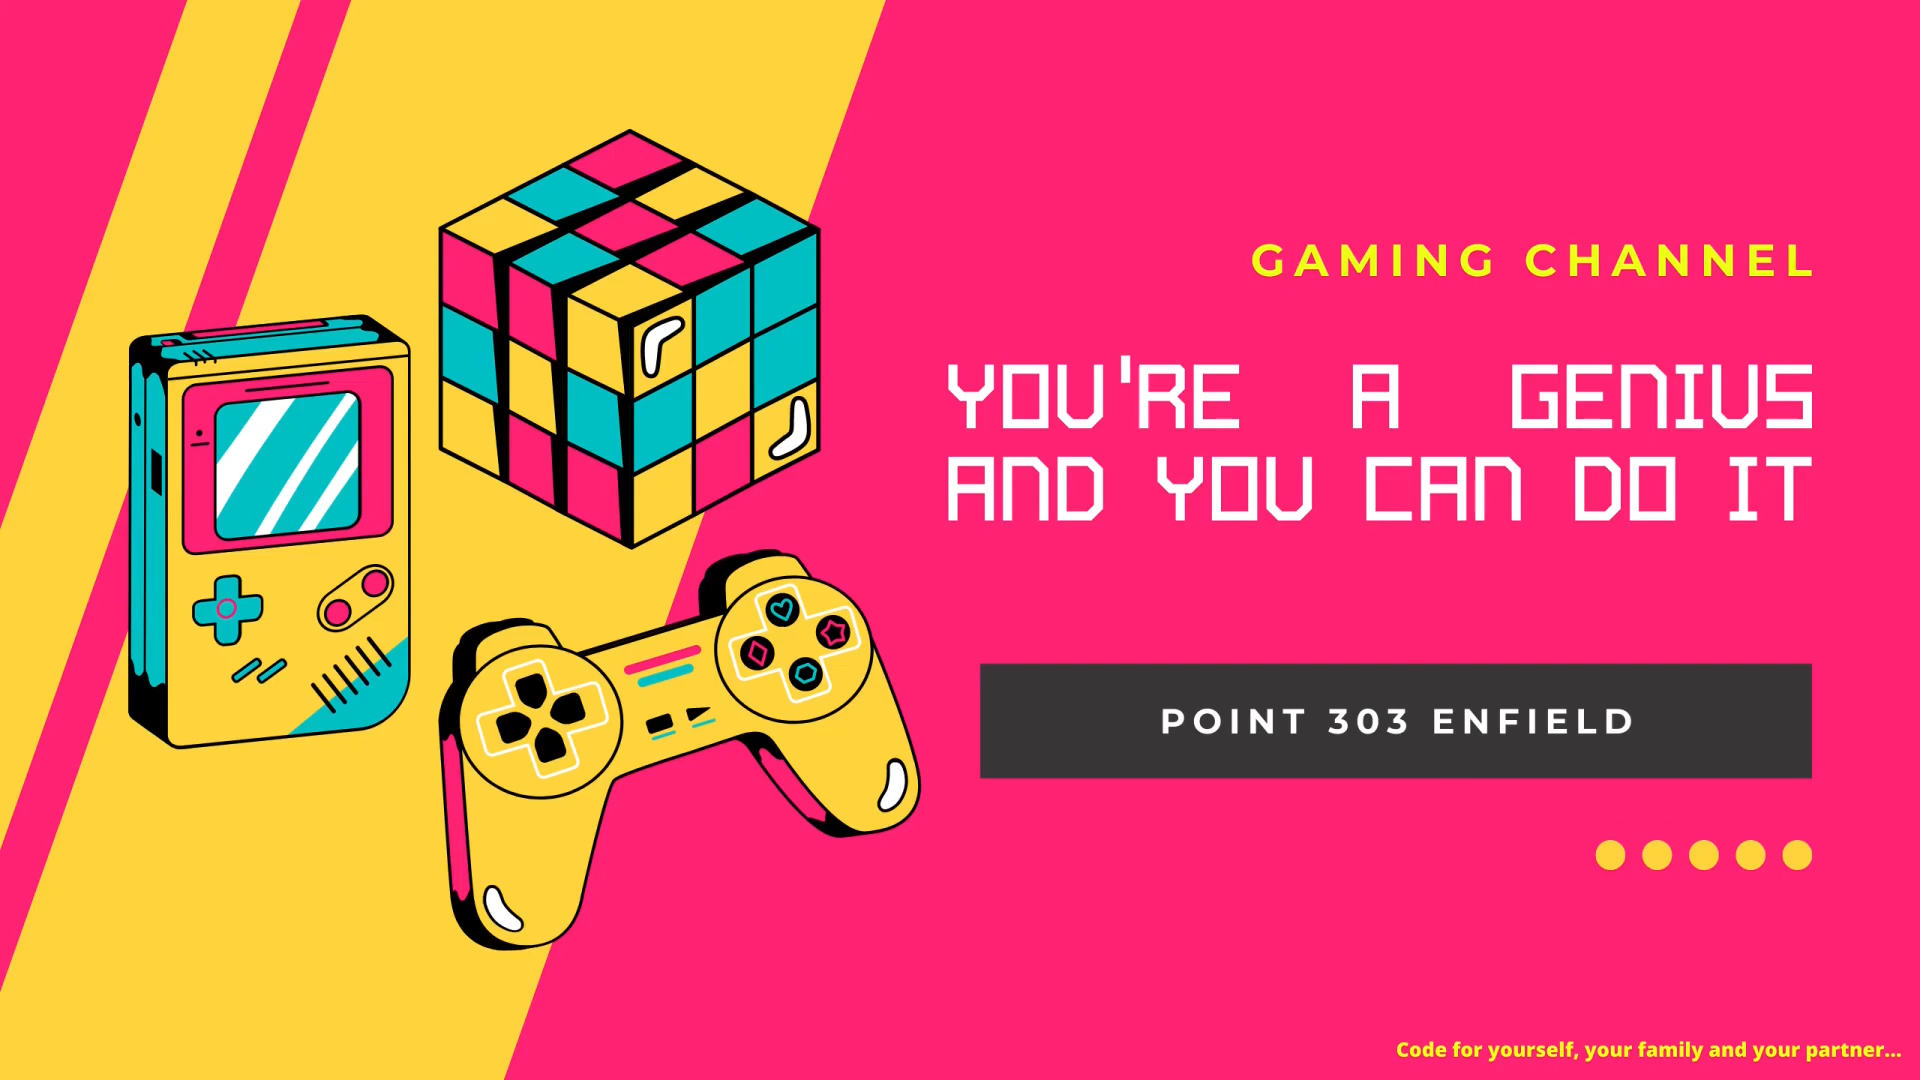 GAMING CHANNEL
YOU'RE A GENIUS
AND YOU CAN DO IT
POINT 303 ENFIELD
Code for yourself, your family and your partner...